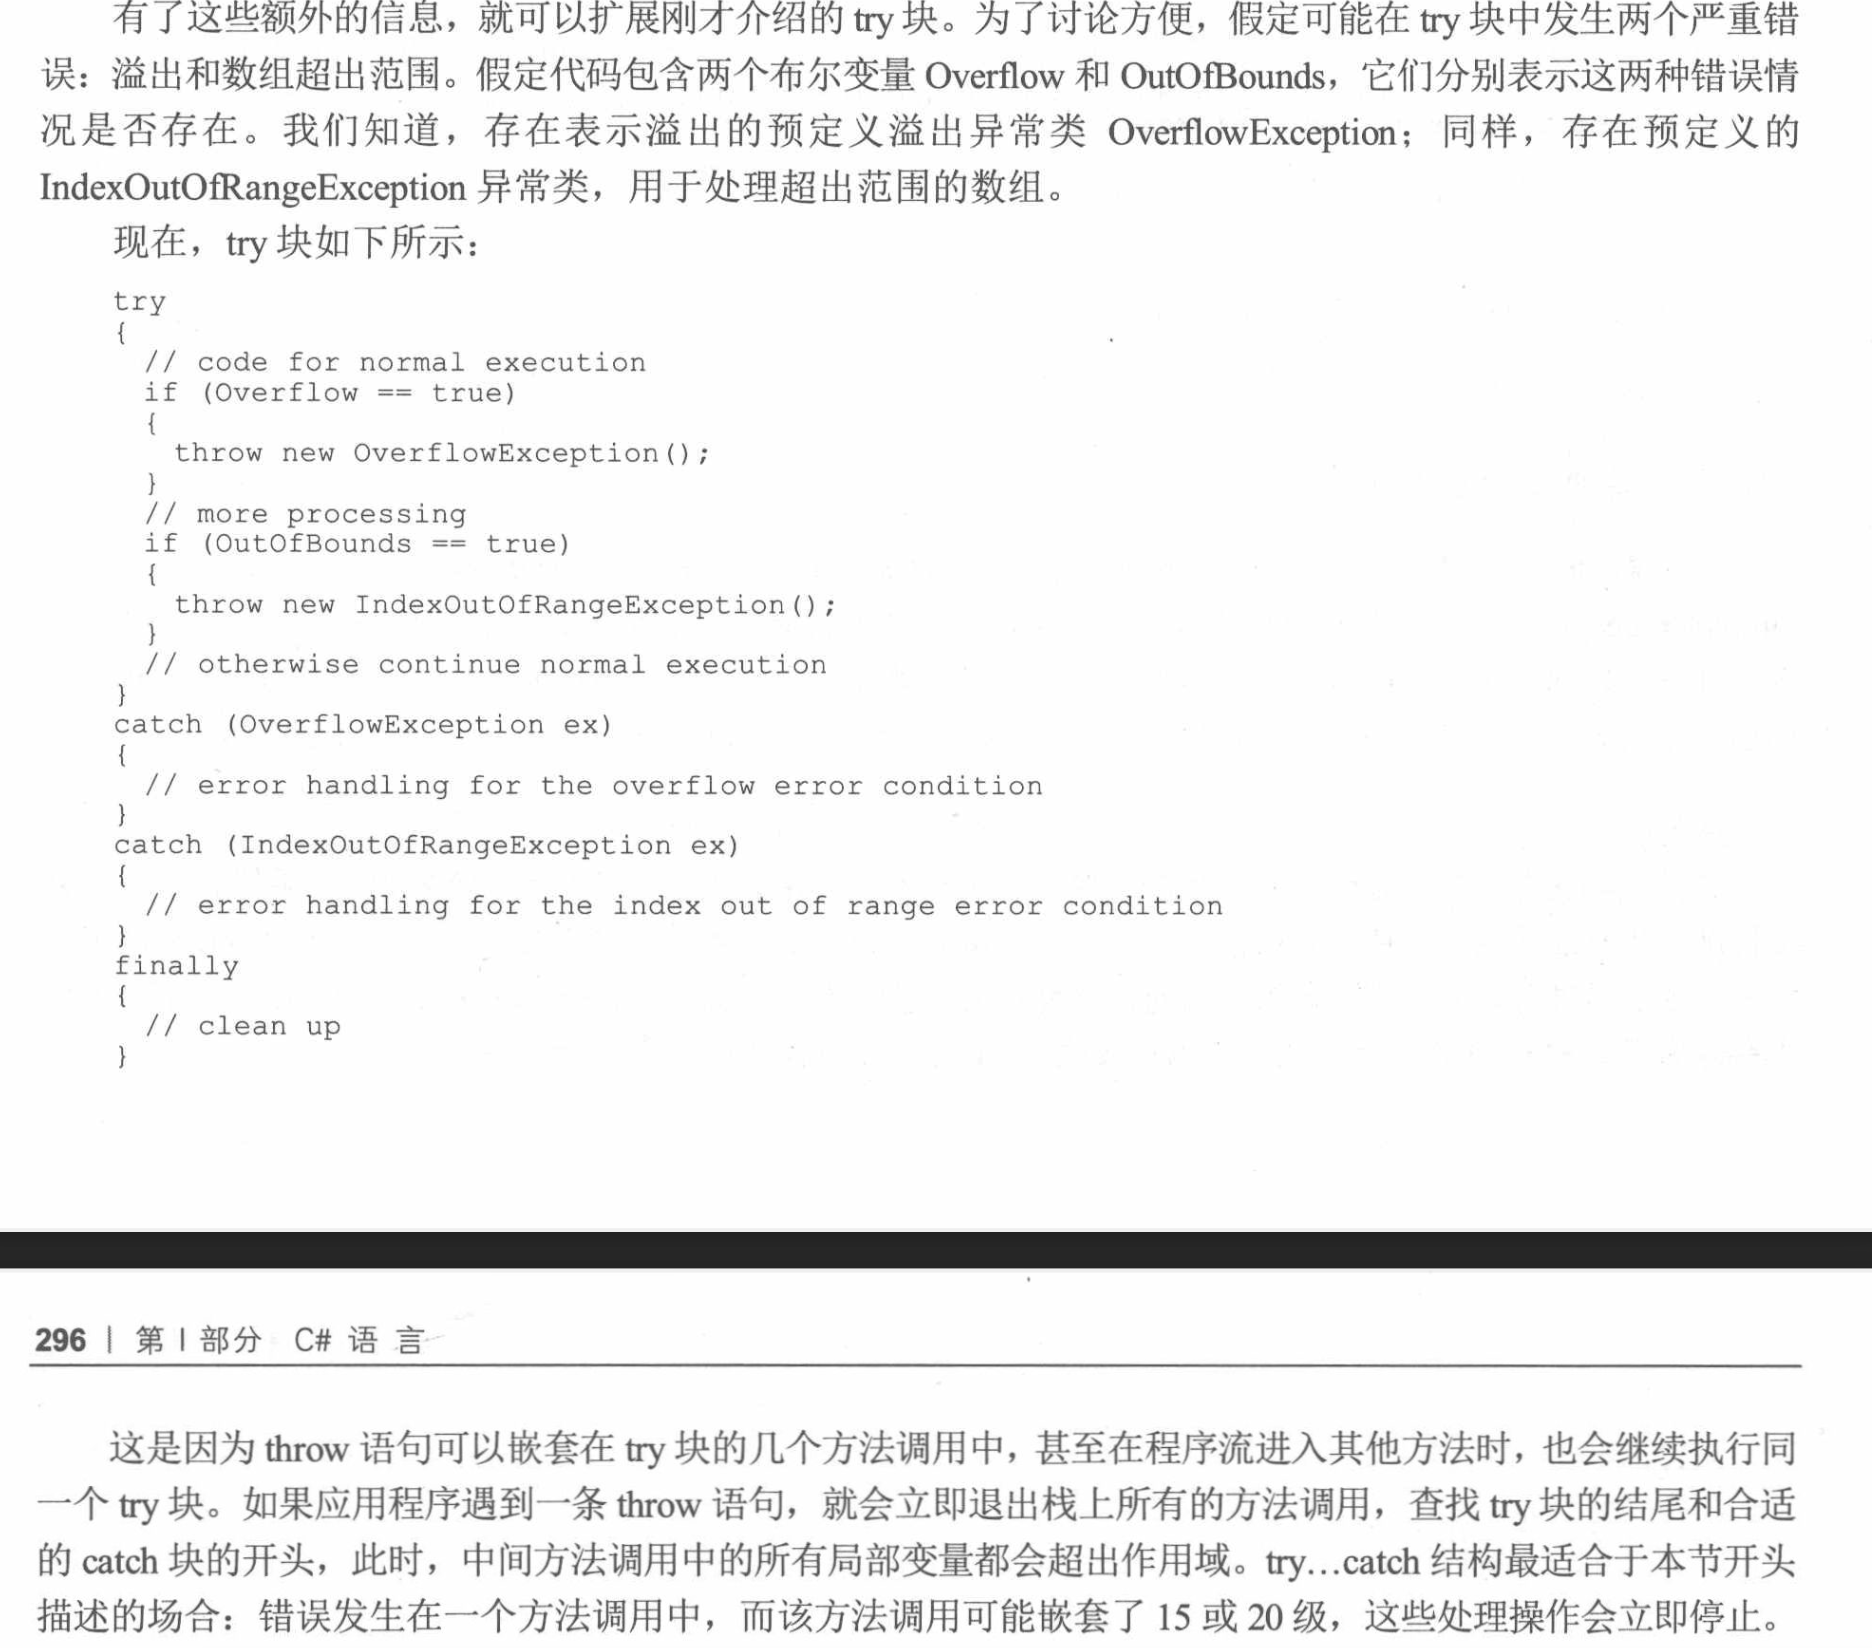 有了这些额外的信息，就可以扩展刚才介绍的 try 块。为了讨论方便，假定可能在 try 块中发生两个严重错
误：溢出和数组超出范围。假定代码包含两个布尔变量 Overflow 和 OutOfBounds，它们分别表示这两种错误情
况是否存在。我们知道，存在表示溢出的预定义溢出异常类 OverflowException；同样，存在预定义的
IndexOutOfRangeException 异常类，用于处理超出范围的数组。
现在，try 块如下所示：
try
{
  // code for normal execution
  if (Overflow == true)
  {
    throw new OverflowException();
  }
  // more processing
  if (OutOfBounds == true)
  {
    throw new IndexOutOfRangeException();
  }
  // otherwise continue normal execution
}
catch (OverflowException ex)
{
  // error handling for the overflow error condition
}
catch (IndexOutOfRangeException ex)
{
  // error handling for the index out of range error condition
}
finally
{
  // clean up
}
296 | 第 I 部分 C# 语 言
这是因为 throw 语句可以嵌套在 try 块的几个方法调用中，甚至在程序流进入其他方法时，也会继续执行同
一个 try 块。如果应用程序遇到一条 throw 语句，就会立即退出栈上所有的方法调用，查找 try 块的结尾和合适
的 catch 块的开头，此时，中间方法调用中的所有局部变量都会超出作用域。try…catch 结构最适合于本节开头
描述的场合：错误发生在一个方法调用中，而该方法调用可能嵌套了 15 或 20 级，这些处理操作会立即停止。